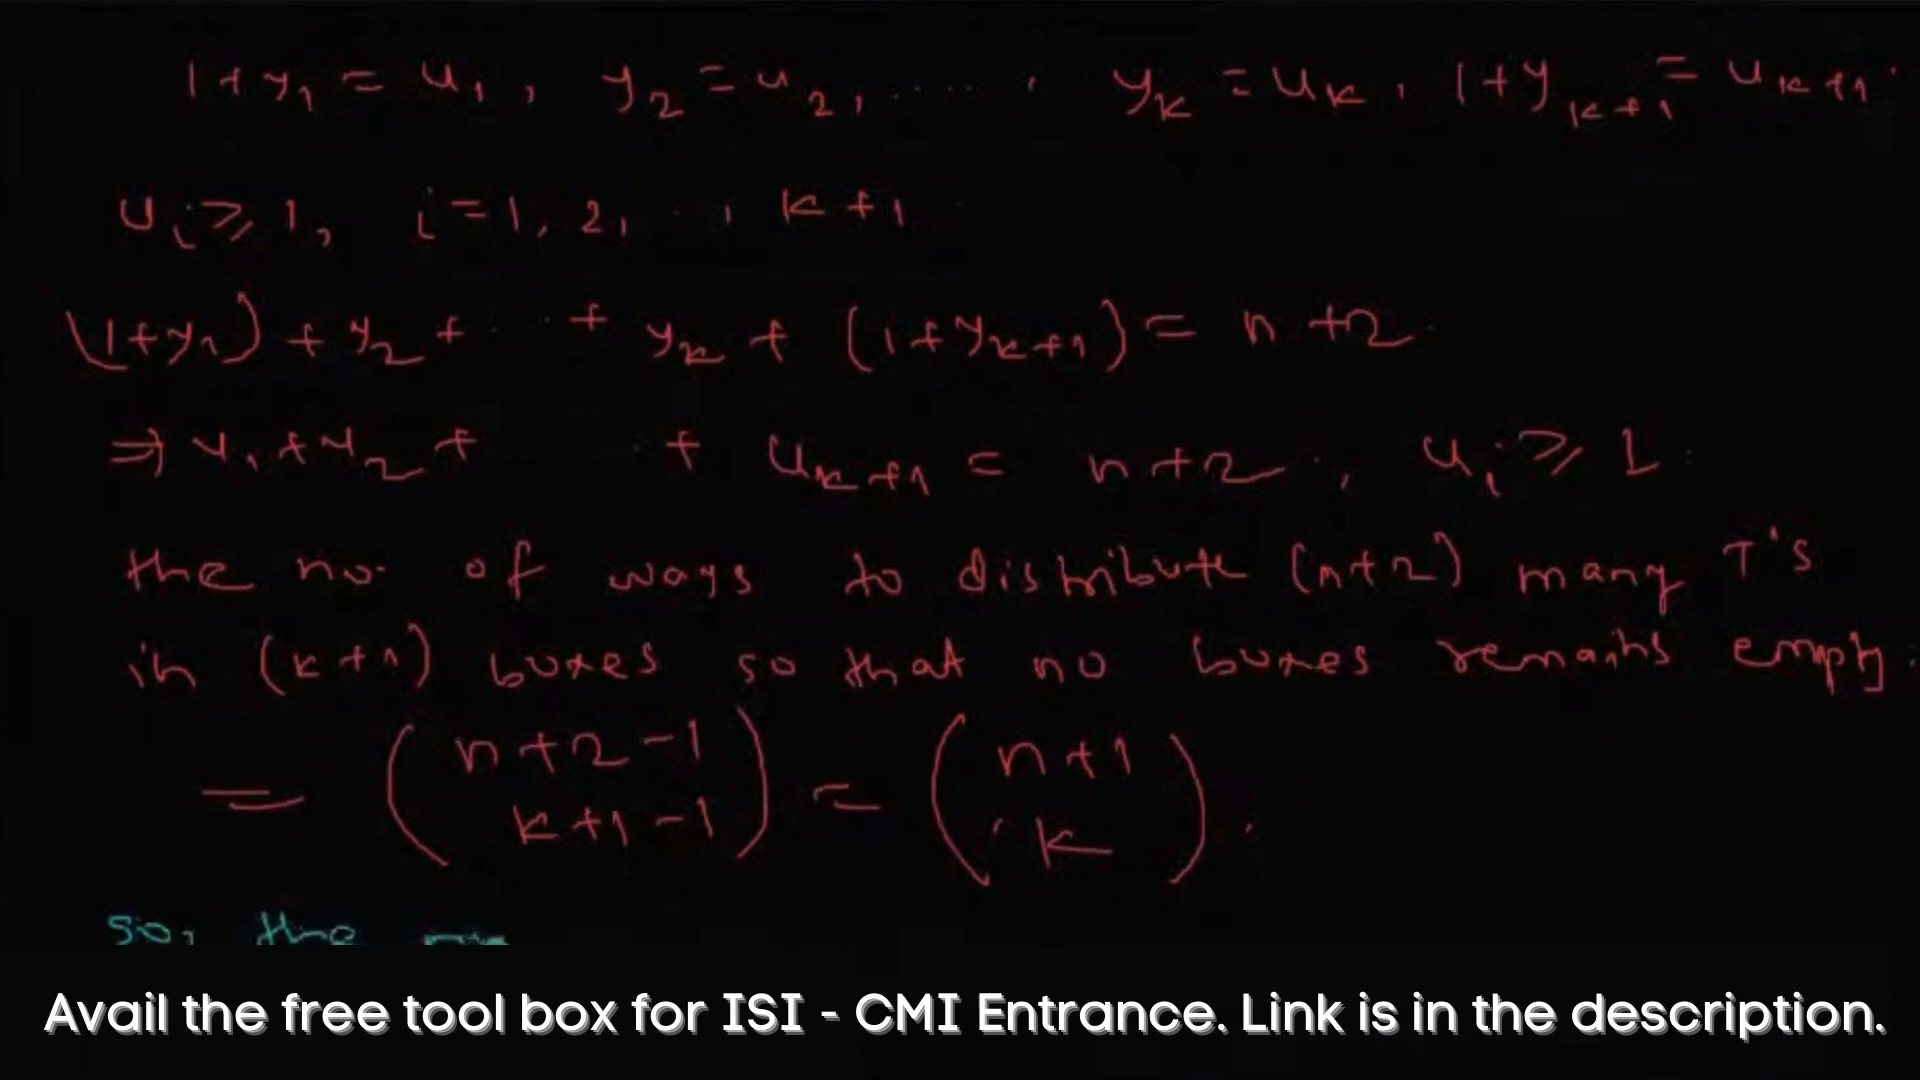 1+y₁ = u₁, y₂ = u₂, ....., yₖ = uₖ, 1+yₖ₊₁ = uₖ₊₁.
uᵢ ⩾ 1, i = 1, 2, .., k+1
(1+y₁) + y₂ + ... + yₖ + (1+yₖ₊₁) = n+2.
⇒ u₁ + u₂ + + uₖ₊₁ = n+2, uᵢ ⩾ 1.
the no. of ways to distribute (n+2) many T's
in (k+1) boxes so that no boxes remains empty.
= (n+2-1 
k+1-1) = (n+1 
k).
so, the
Avail the free tool box for ISI - CMI Entrance. Link is in the description.